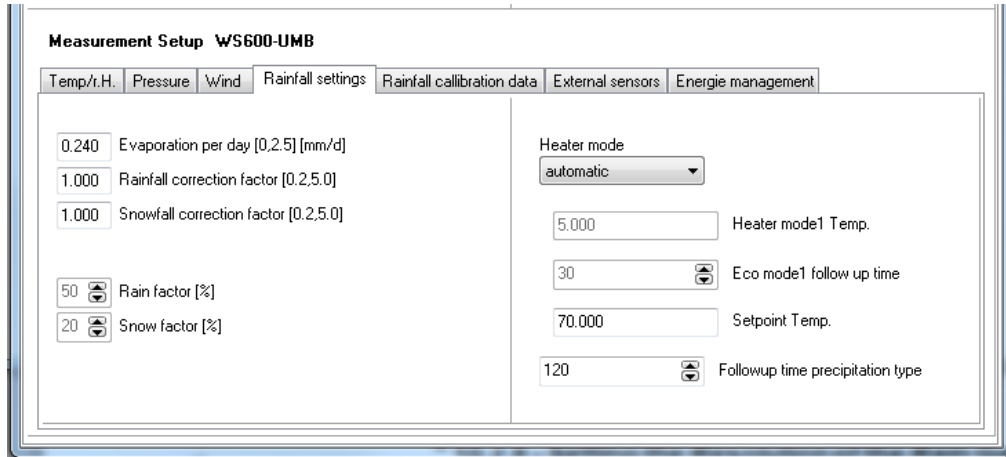 Measurement Setup WS600-UMB
Temp/r.H. Pressure Wind Rainfall settings Rainfall callibration data External sensors Energie management
0.240 Evaporation per day [0,2.5] [mm/d]
1.000 Rainfall correction factor [0.2,5.0]
1.000 Snowfall correction factor [0.2,5.0]
50 Rain factor [%]
20 Snow factor [%]
Heater mode
automatic
5.000 Heater mode1 Temp.
30 Eco mode1 follow up time
70.000 Setpoint Temp.
120 Followup time precipitation type